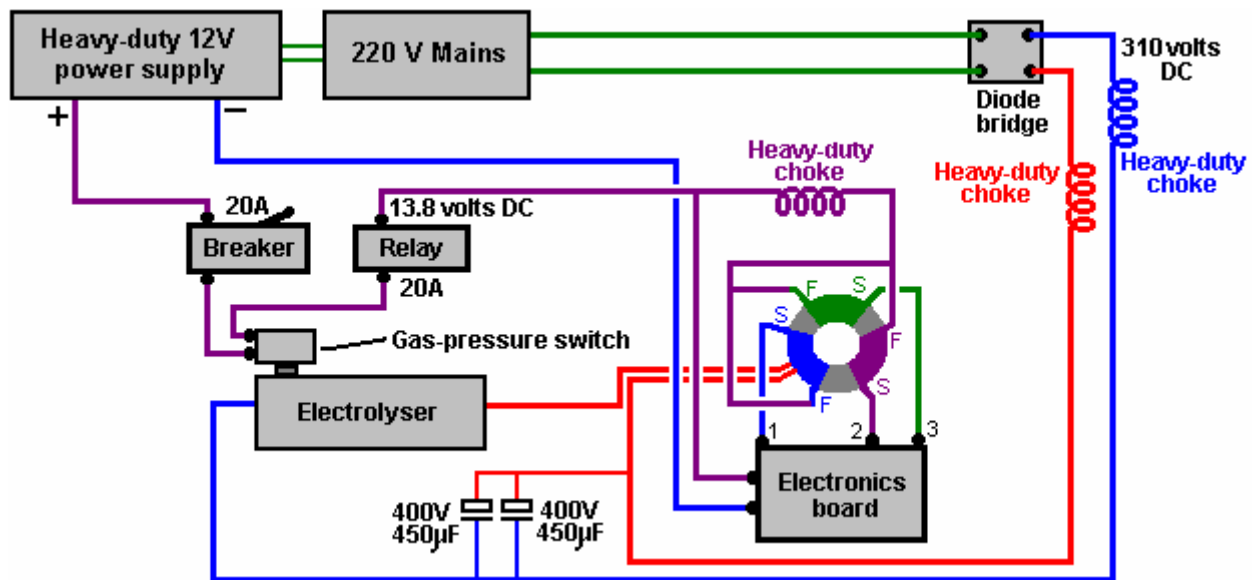 Heavy-duty 12V
power supply
220 V Mains
310 volts
DC
Diode
bridge
+
−
Heavy-duty
choke
Heavy-duty
choke
Heavy-duty
choke
20A
13.8 volts DC
Breaker
Relay
20A
F
S
S
F
S
F
Gas-pressure switch
Electrolyser
1
2
3
Electronics
board
400V
450µF
400V
450µF